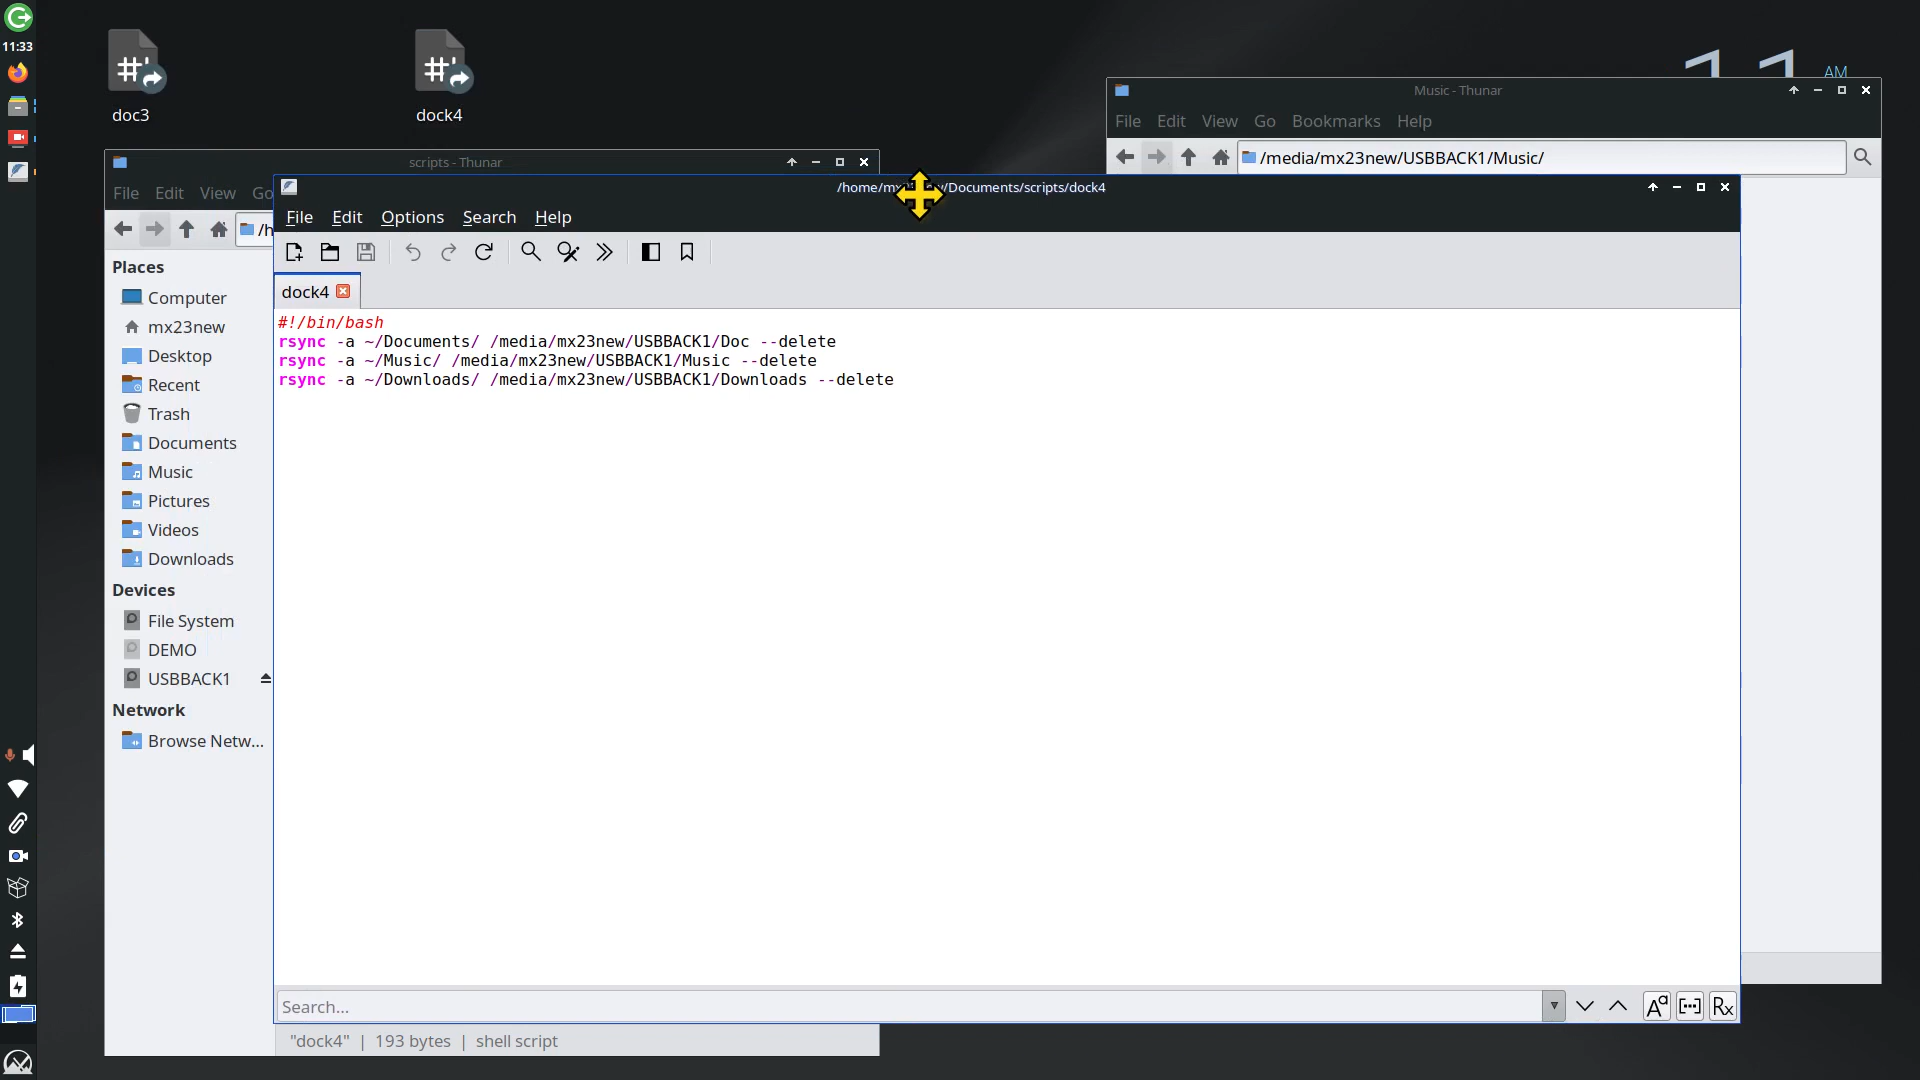 11:33
doc3
dock4
AM
Music - Thunar
File Edit View Go Bookmarks Help
/media/mx23new/USBBACK1/Music/
scripts - Thunar
File Edit View Go
/h
/home/mx23new/Documents/scripts/dock4
File Edit Options Search Help
dock4
#!/bin/bash
rsync -a ~/Documents/ /media/mx23new/USBBACK1/Doc --delete
rsync -a ~/Music/ /media/mx23new/USBBACK1/Music --delete
rsync -a ~/Downloads/ /media/mx23new/USBBACK1/Downloads --delete
Places
Computer
mx23new
Desktop
Recent
Trash
Documents
Music
Pictures
Videos
Downloads
Devices
File System
DEMO
USBBACK1
Network
Browse Netw...
Search...
"dock4" | 193 bytes | shell script